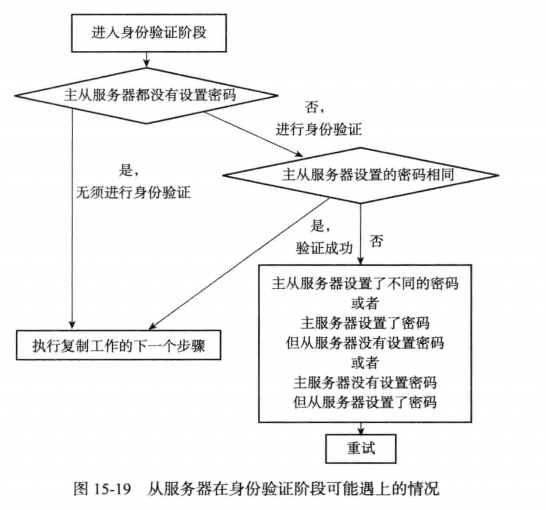 进入身份验证阶段
主从服务器都没有设置密码
否，
进行身份验证
是，
无须进行身份验证
主从服务器设置的密码相同
是，
验证成功
否
主从服务器设置了不同的密码
或者
主服务器设置了密码
但从服务器没有设置密码
或者
主服务器没有设置密码
但从服务器设置了密码
执行复制工作的下一个步骤
重试
图 15-19 从服务器在身份验证阶段可能遇上的情况